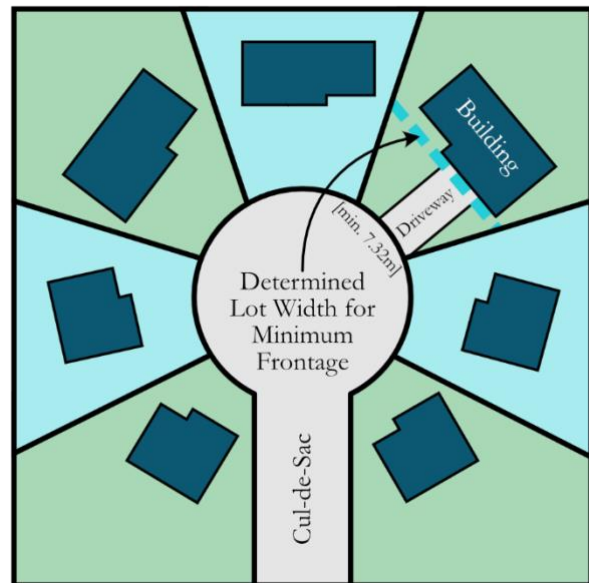 Building
Driveway
[min. 7.32m]
Determined
Lot Width for
Minimum
Frontage
Cul-de-Sac